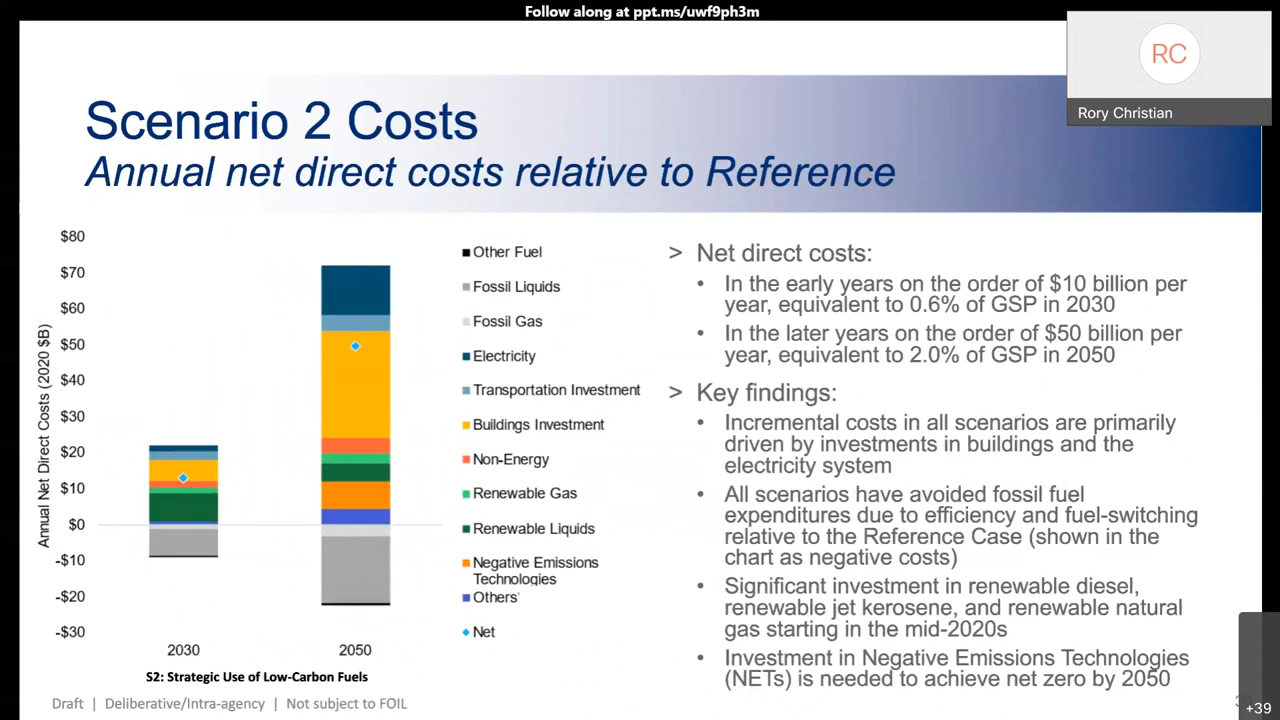 Follow along at ppt.ms/uwf9ph3m
RC
Rory Christian
Scenario 2 Costs
Annual net direct costs relative to Reference
Annual Net Direct Costs (2020 $B)
$80
$70
$60
$50
$40
$30
$20
$10
$0
-$10
-$20
-$30
2030
2050
S2: Strategic Use of Low-Carbon Fuels
Other Fuel
Fossil Liquids
Fossil Gas
Electricity
Transportation Investment
Buildings Investment
Non-Energy
Renewable Gas
Renewable Liquids
Negative Emissions
Technologies
Others'
Net
> Net direct costs:
• In the early years on the order of $10 billion per
year, equivalent to 0.6% of GSP in 2030
• In the later years on the order of $50 billion per
year, equivalent to 2.0% of GSP in 2050
> Key findings:
• Incremental costs in all scenarios are primarily
driven by investments in buildings and the
electricity system
• All scenarios have avoided fossil fuel
expenditures due to efficiency and fuel-switching
relative to the Reference Case (shown in the
chart as negative costs)
• Significant investment in renewable diesel,
renewable jet kerosene, and renewable natural
gas starting in the mid-2020s
• Investment in Negative Emissions Technologies
(NETs) is needed to achieve net zero by 2050
Draft | Deliberative/Intra-agency | Not subject to FOIL
+39